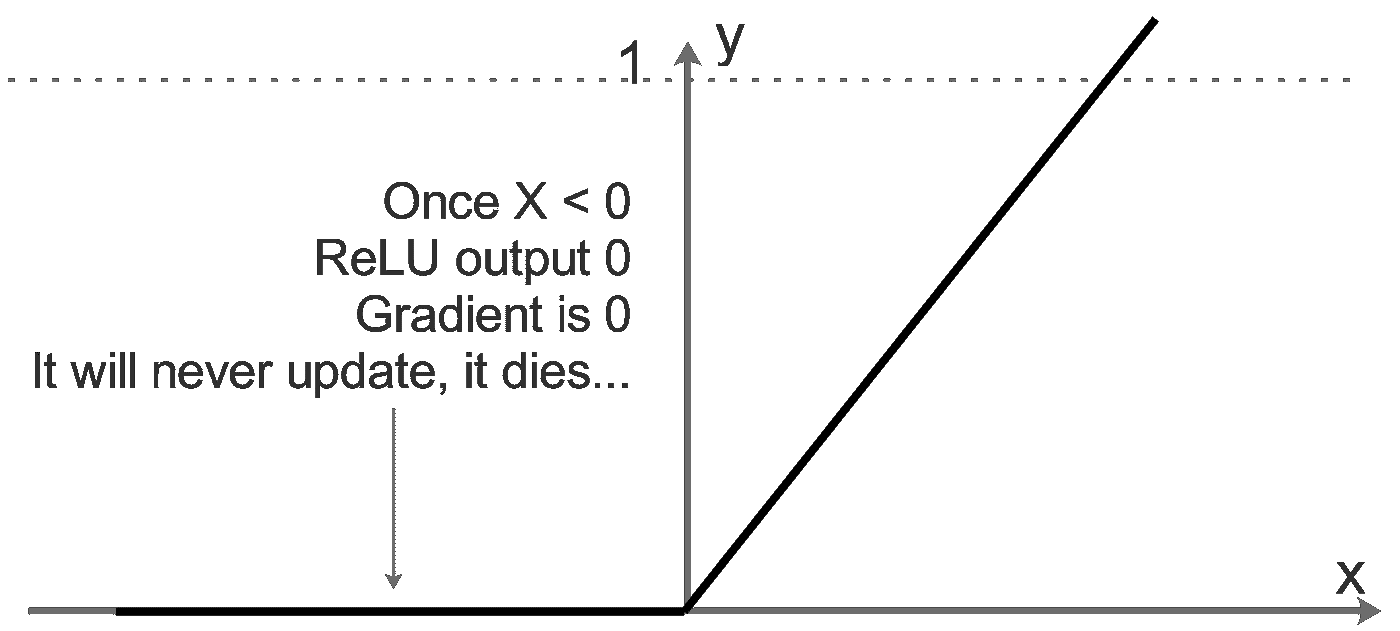 1
y
Once X < 0
ReLU output 0
Gradient is 0
It will never update, it dies...
x